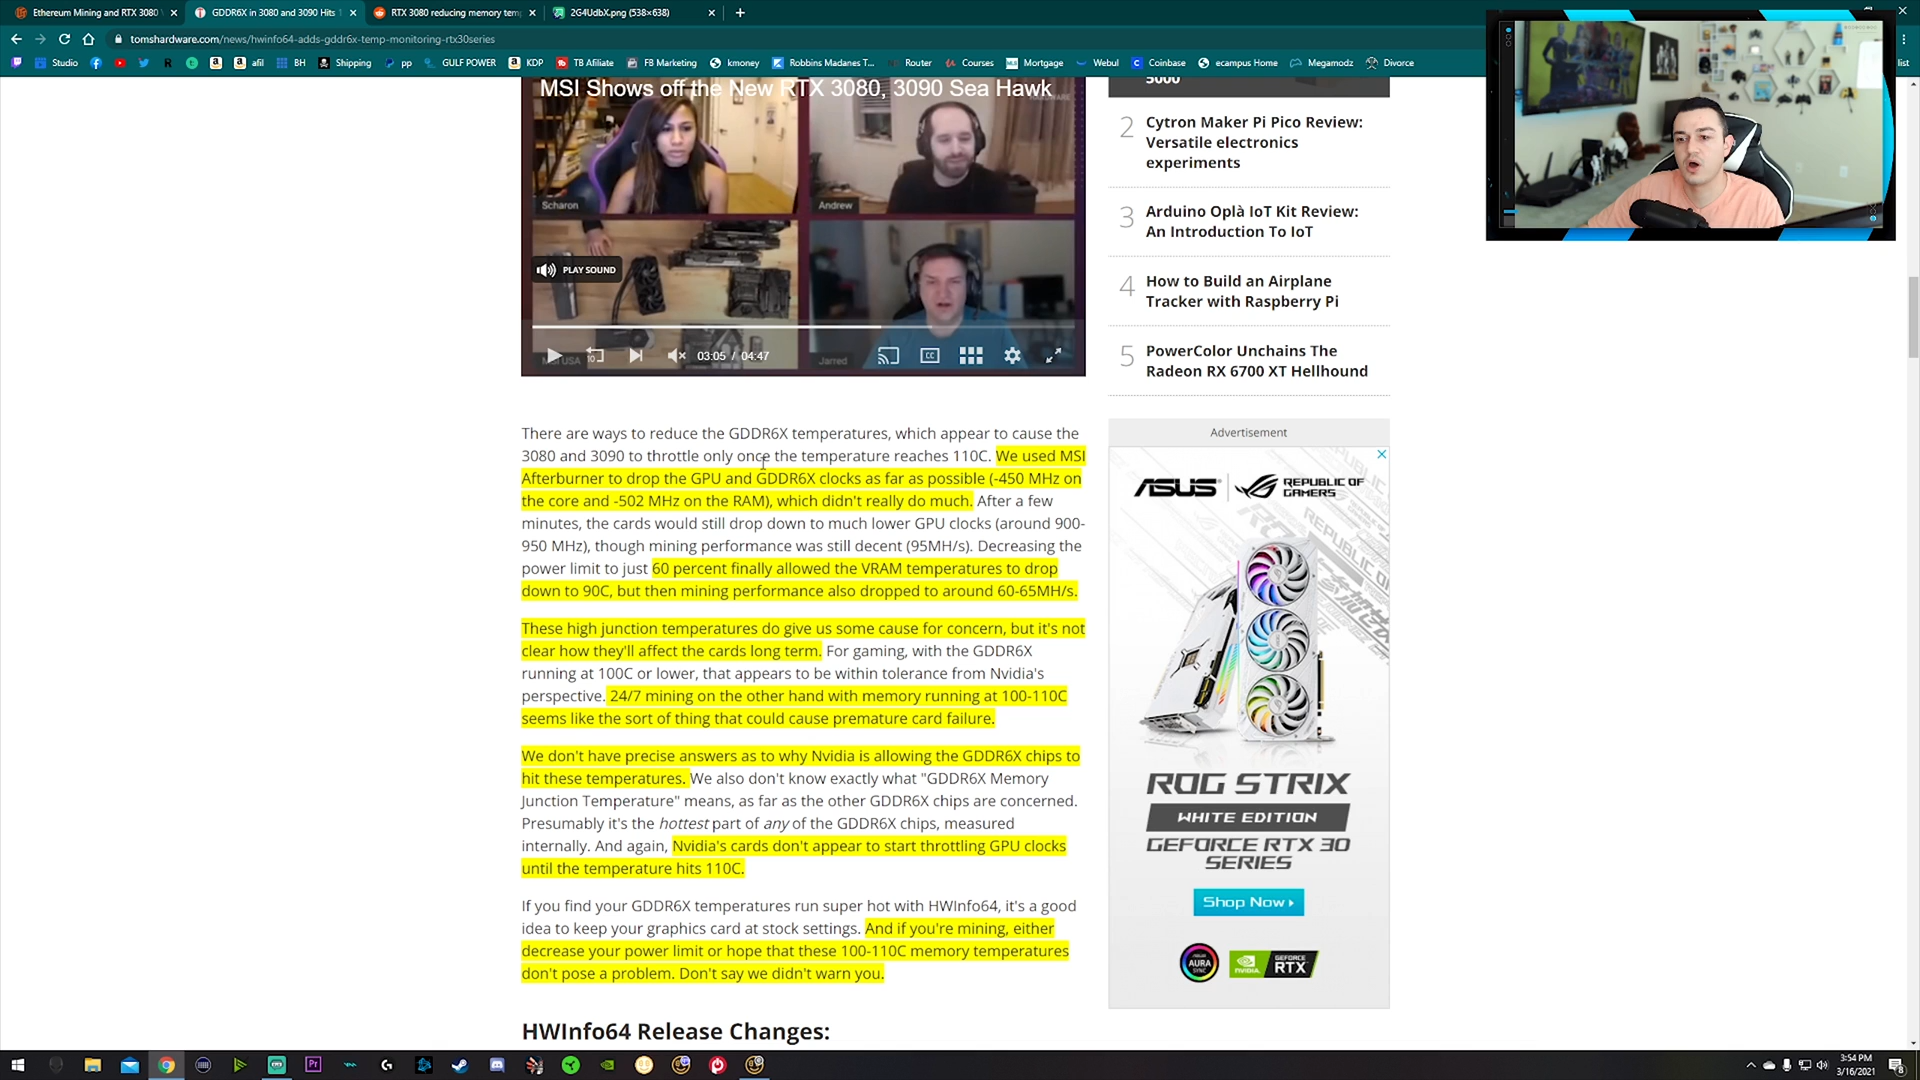 Ethereum Mining and RTX 3080
GDDR6X in 3080 and 3090 Hits
RTX 3080 reducing memory tem
2G4UdbX.png (538×638)
tomshardware.com/news/hwinfo64-adds-gddr6x-temp-monitoring-rtx30series
Studio
R
afil
BH
Shipping
pp
GULF POWER
KDP
TB Afiliate
FB Marketing
kmoney
Robbins Madanes T...
Router
Courses
Mortgage
Webul
Coinbase
ecampus Home
Megamodz
Divorce
list
MSI Shows off the New RTX 3080, 3090 Sea Hawk
Scharon
Andrew
PLAY SOUND
MSI USA
Jarred
10
03:05 / 04:47
CC
5000
2
Cytron Maker Pi Pico Review:
Versatile electronics
experiments
3
Arduino Oplà IoT Kit Review:
An Introduction To IoT
4
How to Build an Airplane
Tracker with Raspberry Pi
5
PowerColor Unchains The
Radeon RX 6700 XT Hellhound
There are ways to reduce the GDDR6X temperatures, which appear to cause the
3080 and 3090 to throttle only once the temperature reaches 110C. We used MSI
Afterburner to drop the GPU and GDDR6X clocks as far as possible (-450 MHz on
the core and -502 MHz on the RAM), which didn't really do much. After a few
minutes, the cards would still drop down to much lower GPU clocks (around 900-
950 MHz), though mining performance was still decent (95MH/s). Decreasing the
power limit to just 60 percent finally allowed the VRAM temperatures to drop
down to 90C, but then mining performance also dropped to around 60-65MH/s.
These high junction temperatures do give us some cause for concern, but it's not
clear how they'll affect the cards long term. For gaming, with the GDDR6X
running at 100C or lower, that appears to be within tolerance from Nvidia's
perspective. 24/7 mining on the other hand with memory running at 100-110C
seems like the sort of thing that could cause premature card failure.
We don't have precise answers as to why Nvidia is allowing the GDDR6X chips to
hit these temperatures. We also don't know exactly what "GDDR6X Memory
Junction Temperature" means, as far as the other GDDR6X chips are concerned.
Presumably it's the hottest part of any of the GDDR6X chips, measured
internally. And again, Nvidia's cards don't appear to start throttling GPU clocks
until the temperature hits 110C.
If you find your GDDR6X temperatures run super hot with HWInfo64, it's a good
idea to keep your graphics card at stock settings. And if you're mining, either
decrease your power limit or hope that these 100-110C memory temperatures
don't pose a problem. Don't say we didn't warn you.
HWInfo64 Release Changes:
Advertisement
ASUS
REPUBLIC OF
GAMERS
ROG STRIX
WHITE EDITION
GEFORCE RTX 30
SERIES
Shop Now
AURA
SYNC
NVIDIA
GEFORCE
RTX
Pr
3:54 PM
3/16/2021